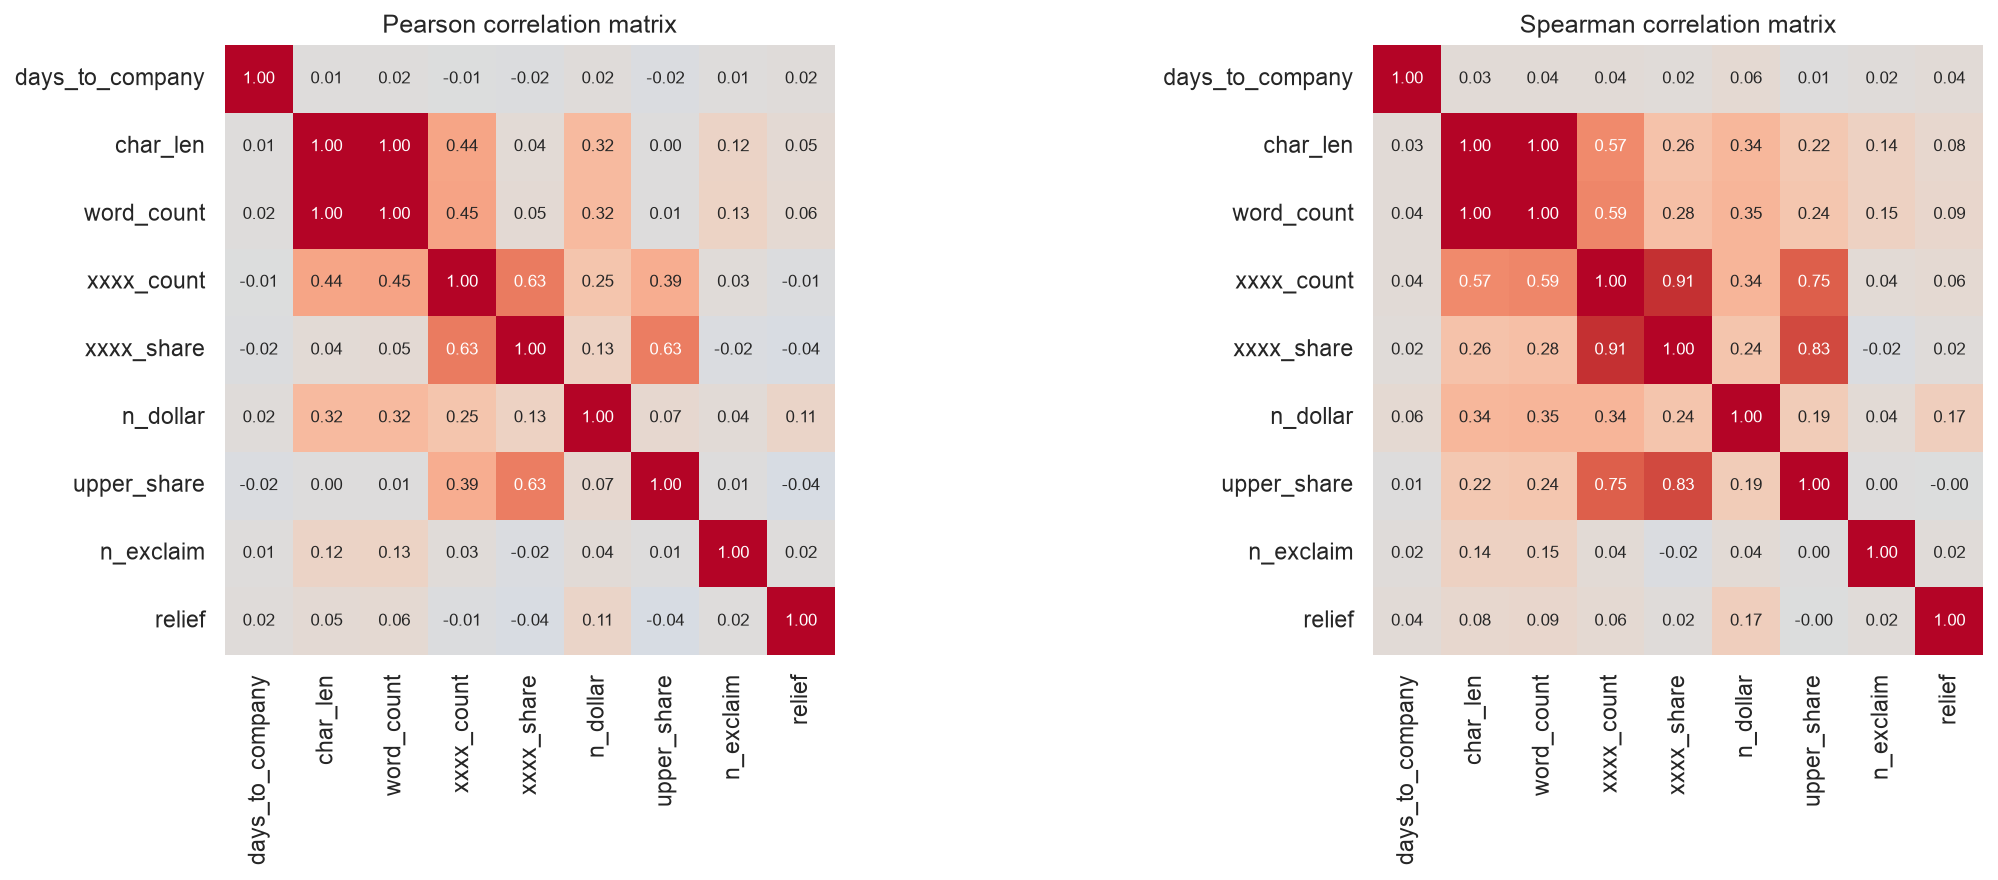 Pearson correlation matrix
days_to_company 1.00 0.01 0.02 -0.01 -0.02 0.02 -0.02 0.01 0.02
char_len 0.01 1.00 1.00 0.44 0.04 0.32 0.00 0.12 0.05
word_count 0.02 1.00 1.00 0.45 0.05 0.32 0.01 0.13 0.06
xxxx_count -0.01 0.44 0.45 1.00 0.63 0.25 0.39 0.03 -0.01
xxxx_share -0.02 0.04 0.05 0.63 1.00 0.13 0.63 -0.02 -0.04
n_dollar 0.02 0.32 0.32 0.25 0.13 1.00 0.07 0.04 0.11
upper_share -0.02 0.00 0.01 0.39 0.63 0.07 1.00 0.01 -0.04
n_exclaim 0.01 0.12 0.13 0.03 -0.02 0.04 0.01 1.00 0.02
relief 0.02 0.05 0.06 -0.01 -0.04 0.11 -0.04 0.02 1.00
days_to_company char_len word_count xxxx_count xxxx_share n_dollar upper_share n_exclaim relief
Spearman correlation matrix
days_to_company 1.00 0.03 0.04 0.04 0.02 0.06 0.01 0.02 0.04
char_len 0.03 1.00 1.00 0.57 0.26 0.34 0.22 0.14 0.08
word_count 0.04 1.00 1.00 0.59 0.28 0.35 0.24 0.15 0.09
xxxx_count 0.04 0.57 0.59 1.00 0.91 0.34 0.75 0.04 0.06
xxxx_share 0.02 0.26 0.28 0.91 1.00 0.24 0.83 -0.02 0.02
n_dollar 0.06 0.34 0.35 0.34 0.24 1.00 0.19 0.04 0.17
upper_share 0.01 0.22 0.24 0.75 0.83 0.19 1.00 0.00 -0.00
n_exclaim 0.02 0.14 0.15 0.04 -0.02 0.04 0.00 1.00 0.02
relief 0.04 0.08 0.09 0.06 0.02 0.17 -0.00 0.02 1.00
days_to_company char_len word_count xxxx_count xxxx_share n_dollar upper_share n_exclaim relief